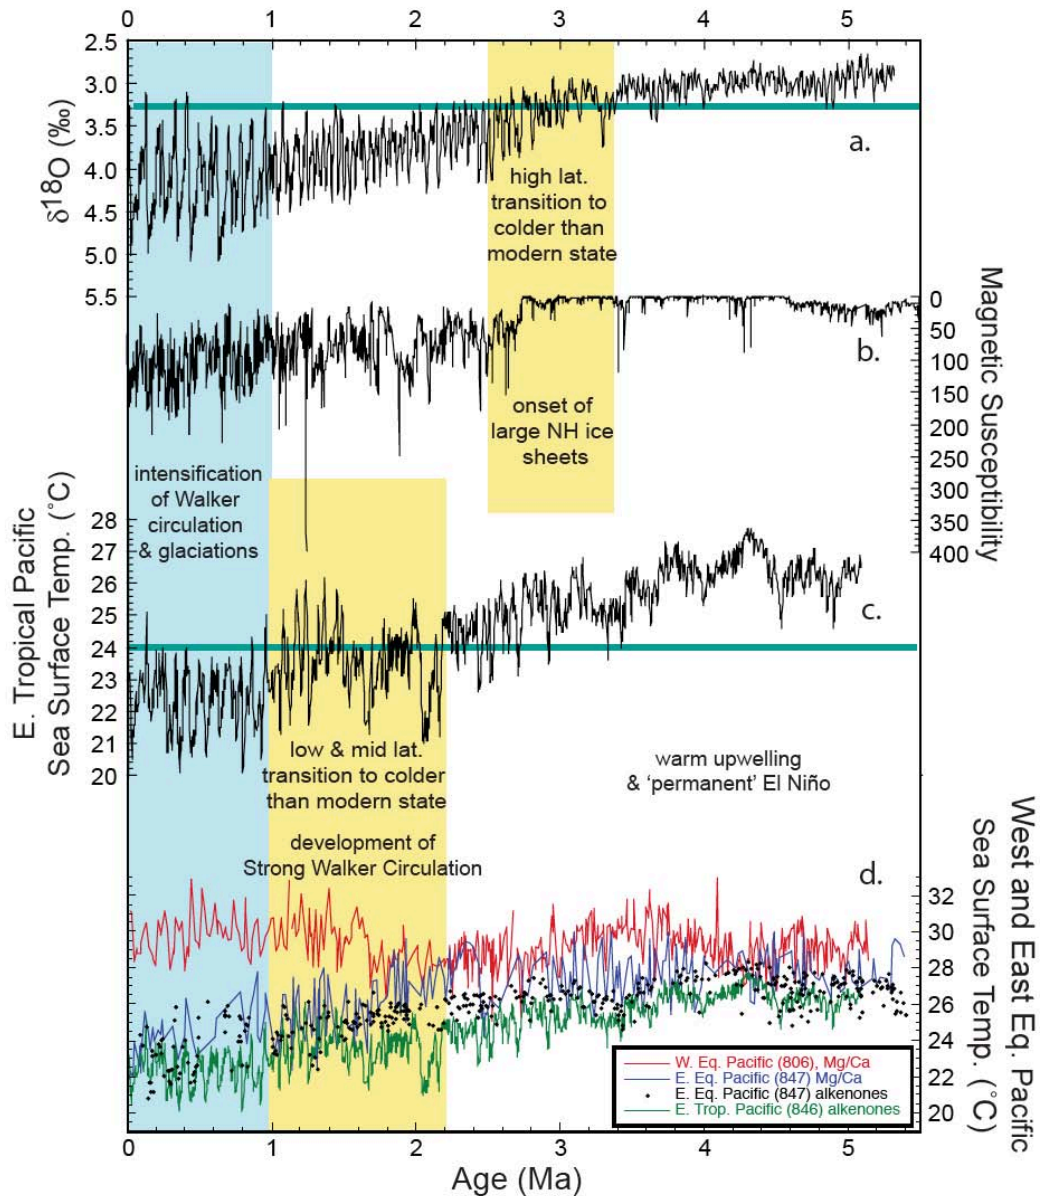 0 1 2 3 4 5
2.5
3.0
3.5
4.0
4.5
5.0
5.5
δ18O (‰)
a.
high lat.
transition to
colder than
modern state
0
50
100
150
200
250
300
350
400
Magnetic Susceptibility
b.
onset of
large NH ice
sheets
intensification
of Walker
circulation
& glaciations
28
27
26
25
24
23
22
21
20
E. Tropical Pacific
Sea Surface Temp. (°C)
c.
low & mid lat.
transition to colder
than modern state
warm upwelling
& ‘permanent’ El Niño
development of
Strong Walker Circulation
d.
32
30
28
26
24
22
20
West and East Eq. Pacific
Sea Surface Temp. (°C)
W. Eq. Pacific (806), Mg/Ca
E. Eq. Pacific (847) Mg/Ca
E. Eq. Pacific (847) alkenones
E. Trop. Pacific (846) alkenones
0 1 2 3 4 5
Age (Ma)